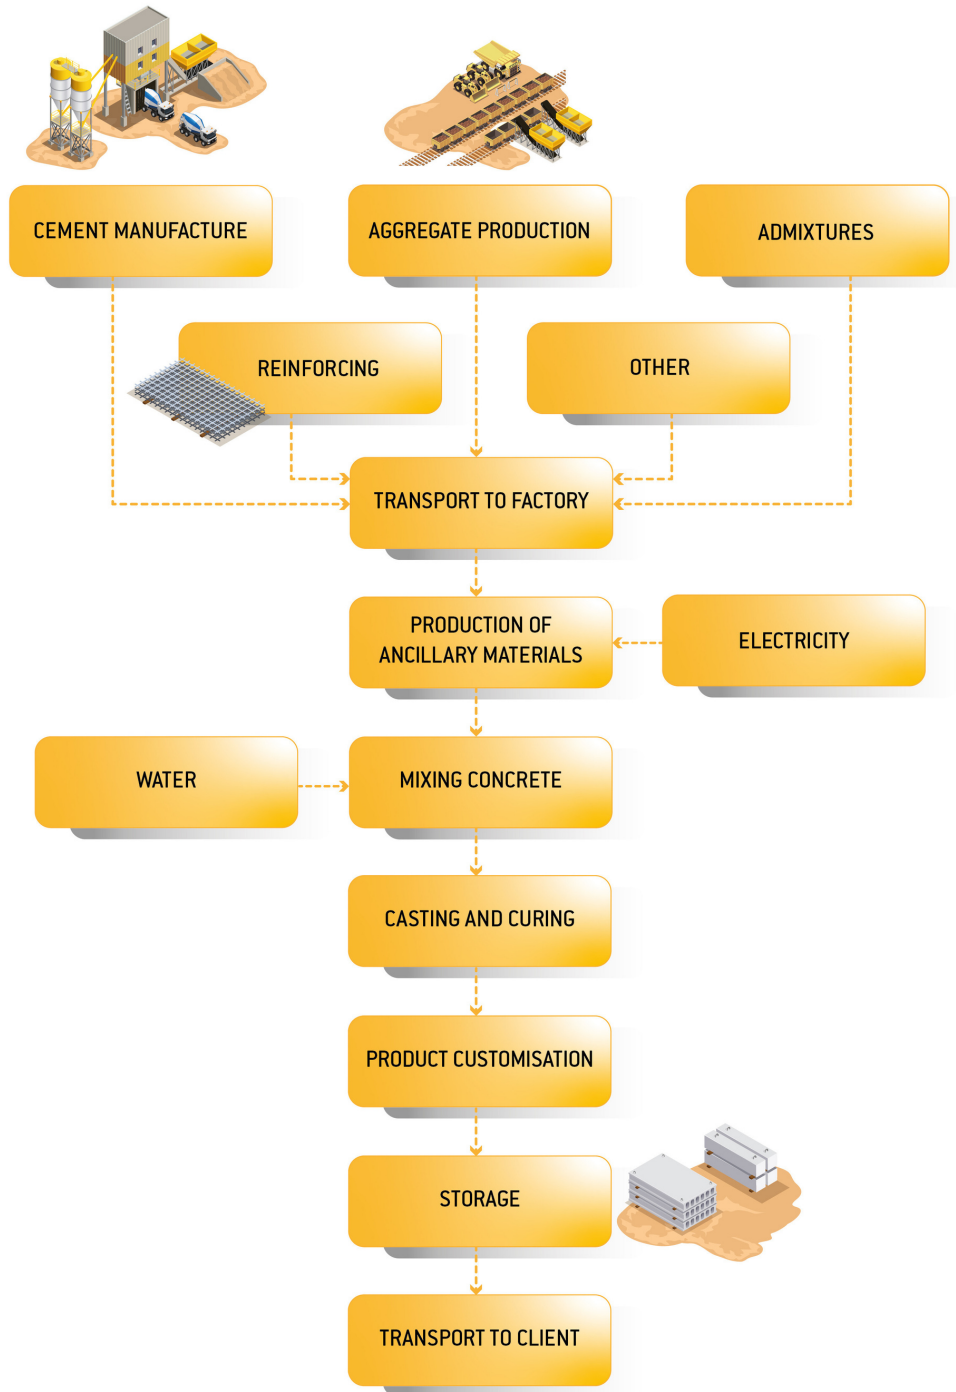 CEMENT MANUFACTURE
AGGREGATE PRODUCTION
ADMIXTURES
REINFORCING
OTHER
TRANSPORT TO FACTORY
PRODUCTION OF
ANCILLARY MATERIALS
ELECTRICITY
WATER
MIXING CONCRETE
CASTING AND CURING
PRODUCT CUSTOMISATION
STORAGE
TRANSPORT TO CLIENT